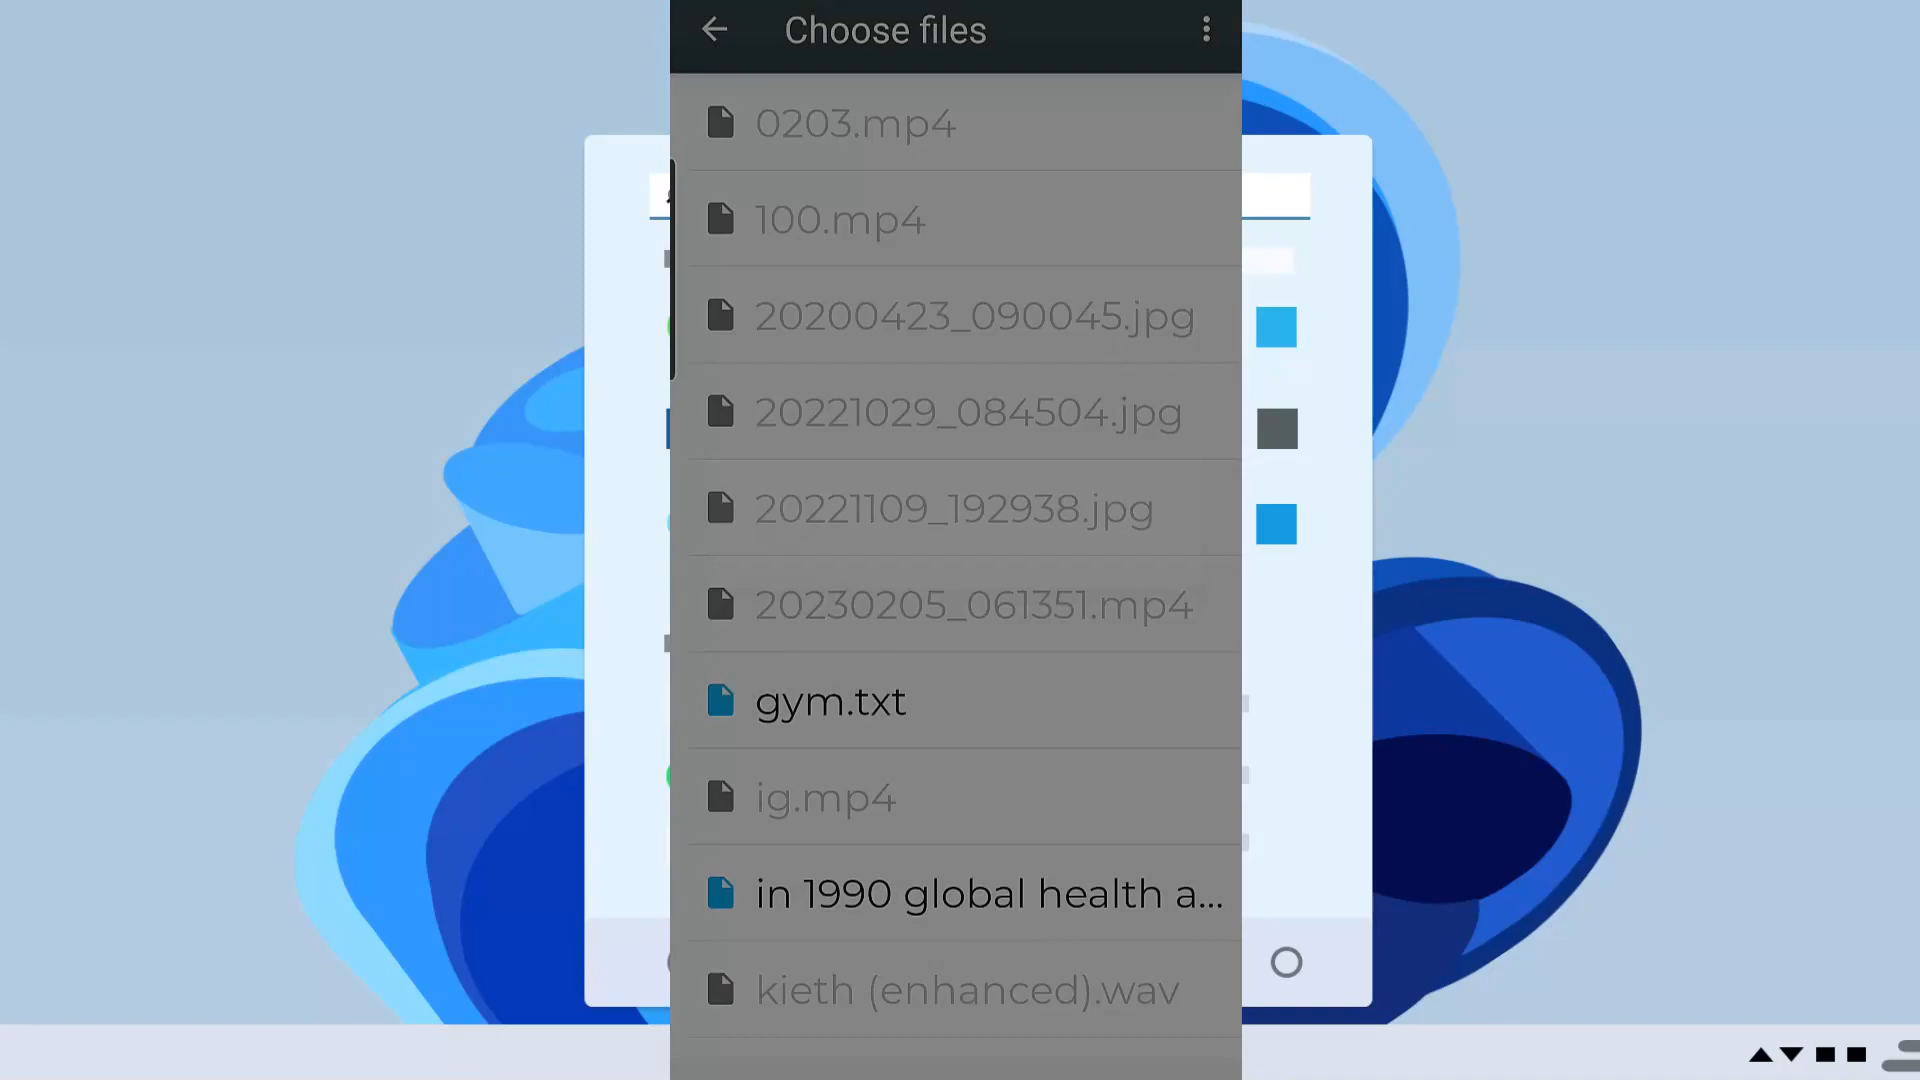 Choose files
0203.mp4
100.mp4
20200423_090045.jpg
20221029_084504.jpg
20221109_192938.jpg
20230205_061351.mp4
gym.txt
ig.mp4
in 1990 global health a...
kieth (enhanced).wav